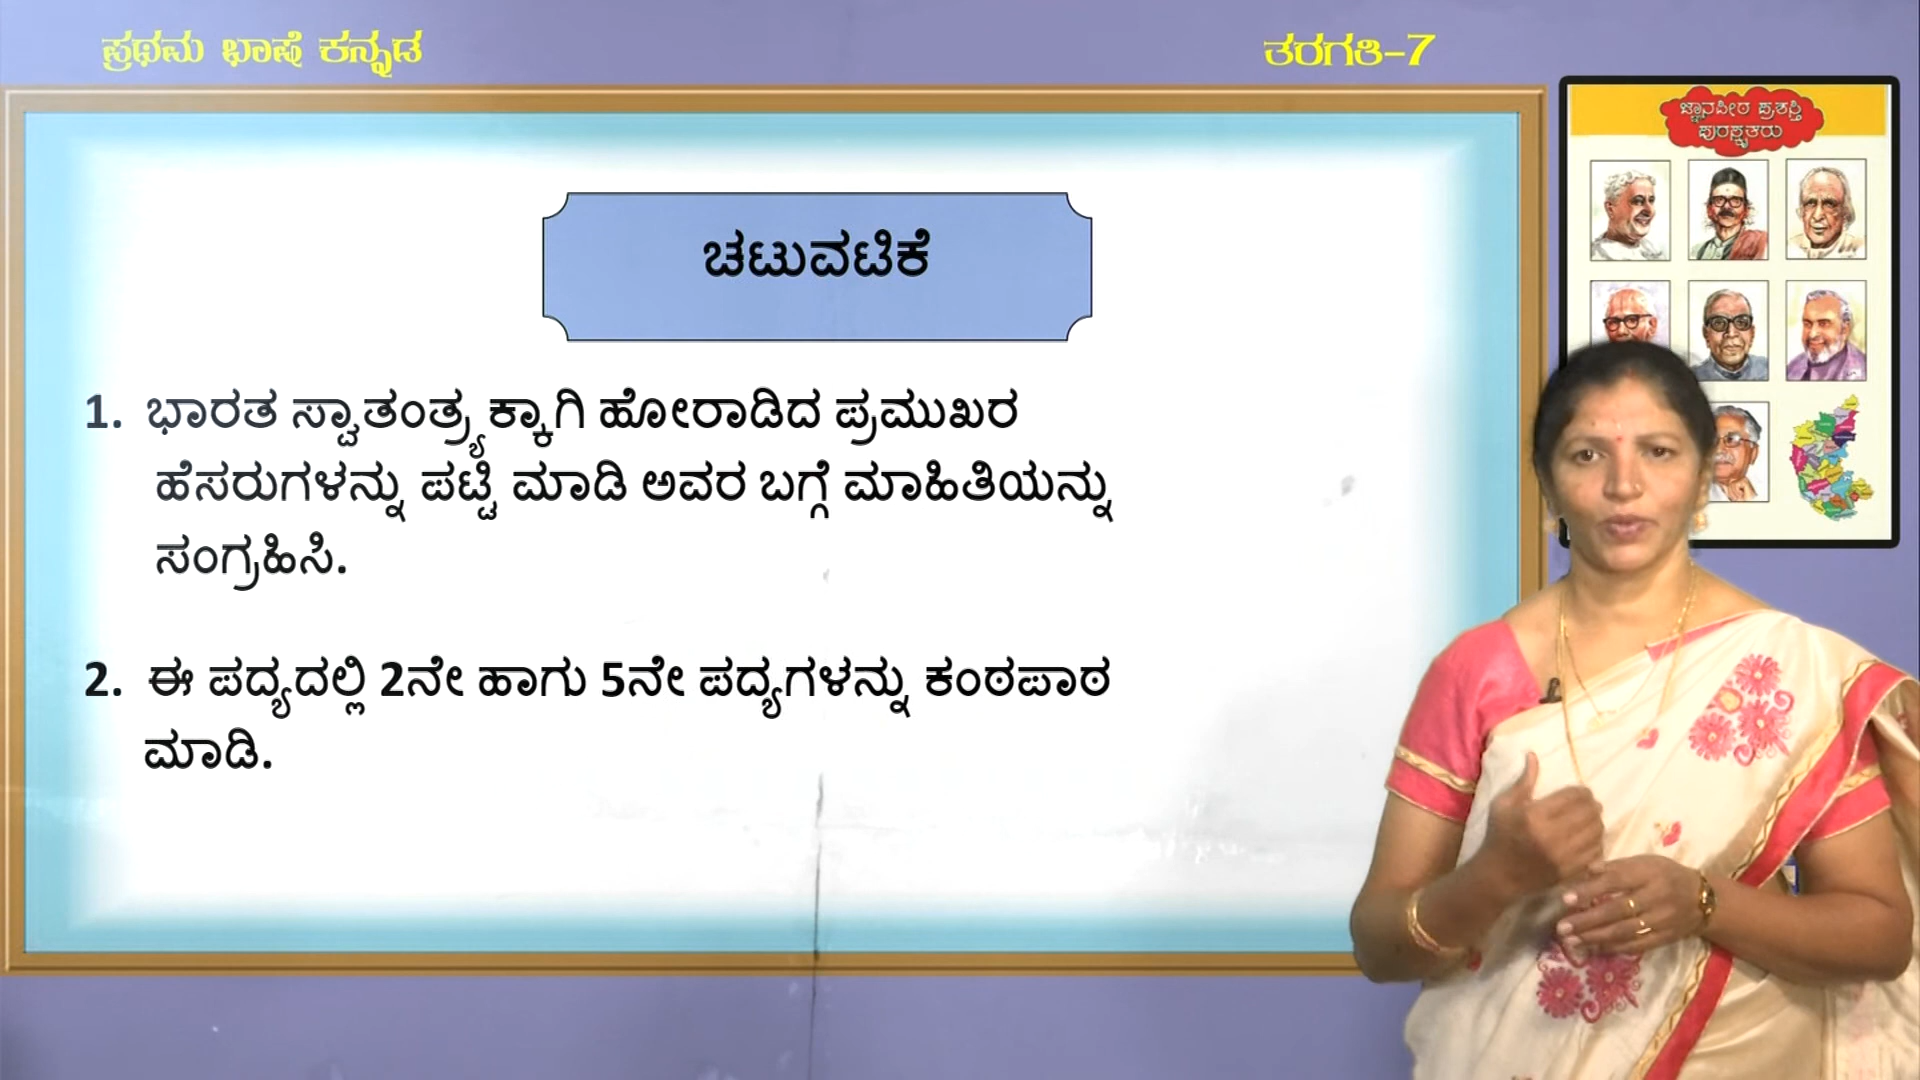 ಪ್ರಥಮ ಭಾಷೆ ಕನ್ನಡ
ತರಗತಿ-7
ಜ್ಞಾನಪೀಠ ಪ್ರಶಸ್ತಿ
ಪುರಸ್ಕೃತರು
ಚಟುವಟಿಕೆ
1. ಭಾರತ ಸ್ವಾತಂತ್ರ್ಯಕ್ಕಾಗಿ ಹೋರಾಡಿದ ಪ್ರಮುಖರ
ಹೆಸರುಗಳನ್ನು ಪಟ್ಟಿ ಮಾಡಿ ಅವರ ಬಗ್ಗೆ ಮಾಹಿತಿಯನ್ನು
ಸಂಗ್ರಹಿಸಿ.
2. ಈ ಪದ್ಯದಲ್ಲಿ 2ನೇ ಹಾಗು 5ನೇ ಪದ್ಯಗಳನ್ನು ಕಂಠಪಾಠ
ಮಾಡಿ.